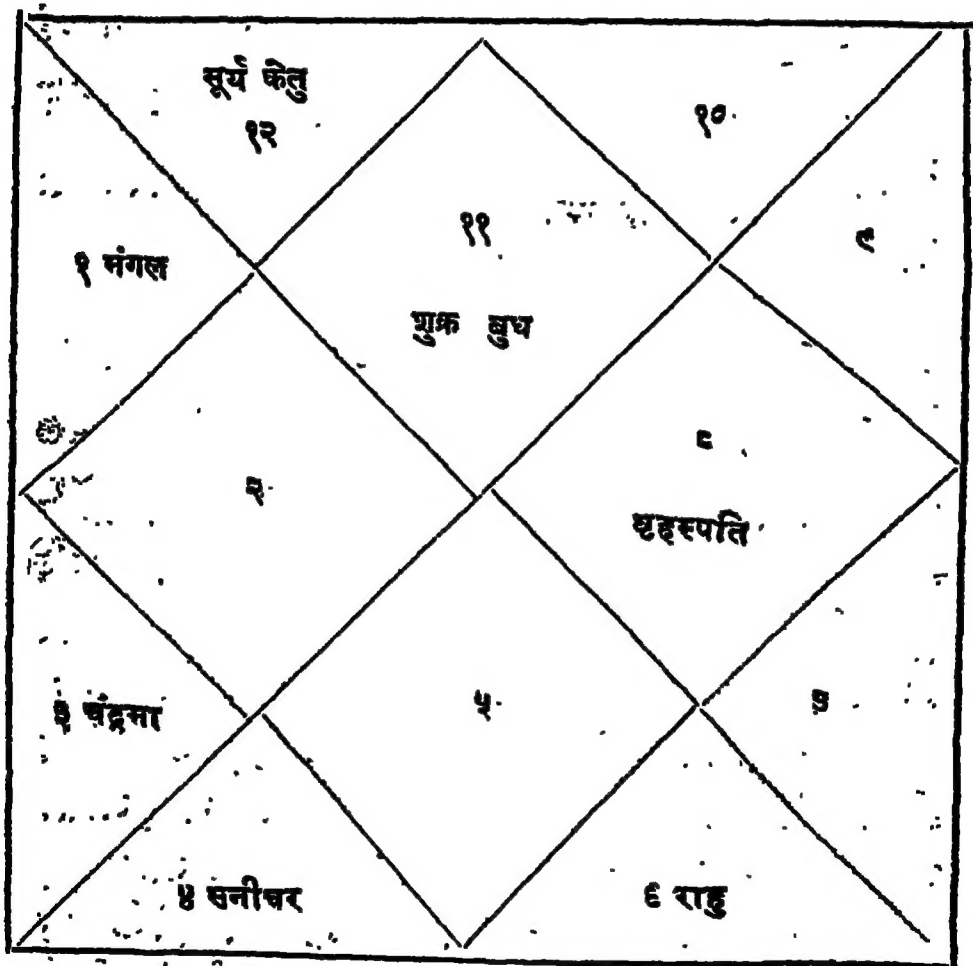 सूर्य केतु
१२
१०
११
१ मंगल
९
शुक्र बुध
८
२
बृहस्पति
३ चंद्रमा
५
७
४ सनीचर
६ राहु